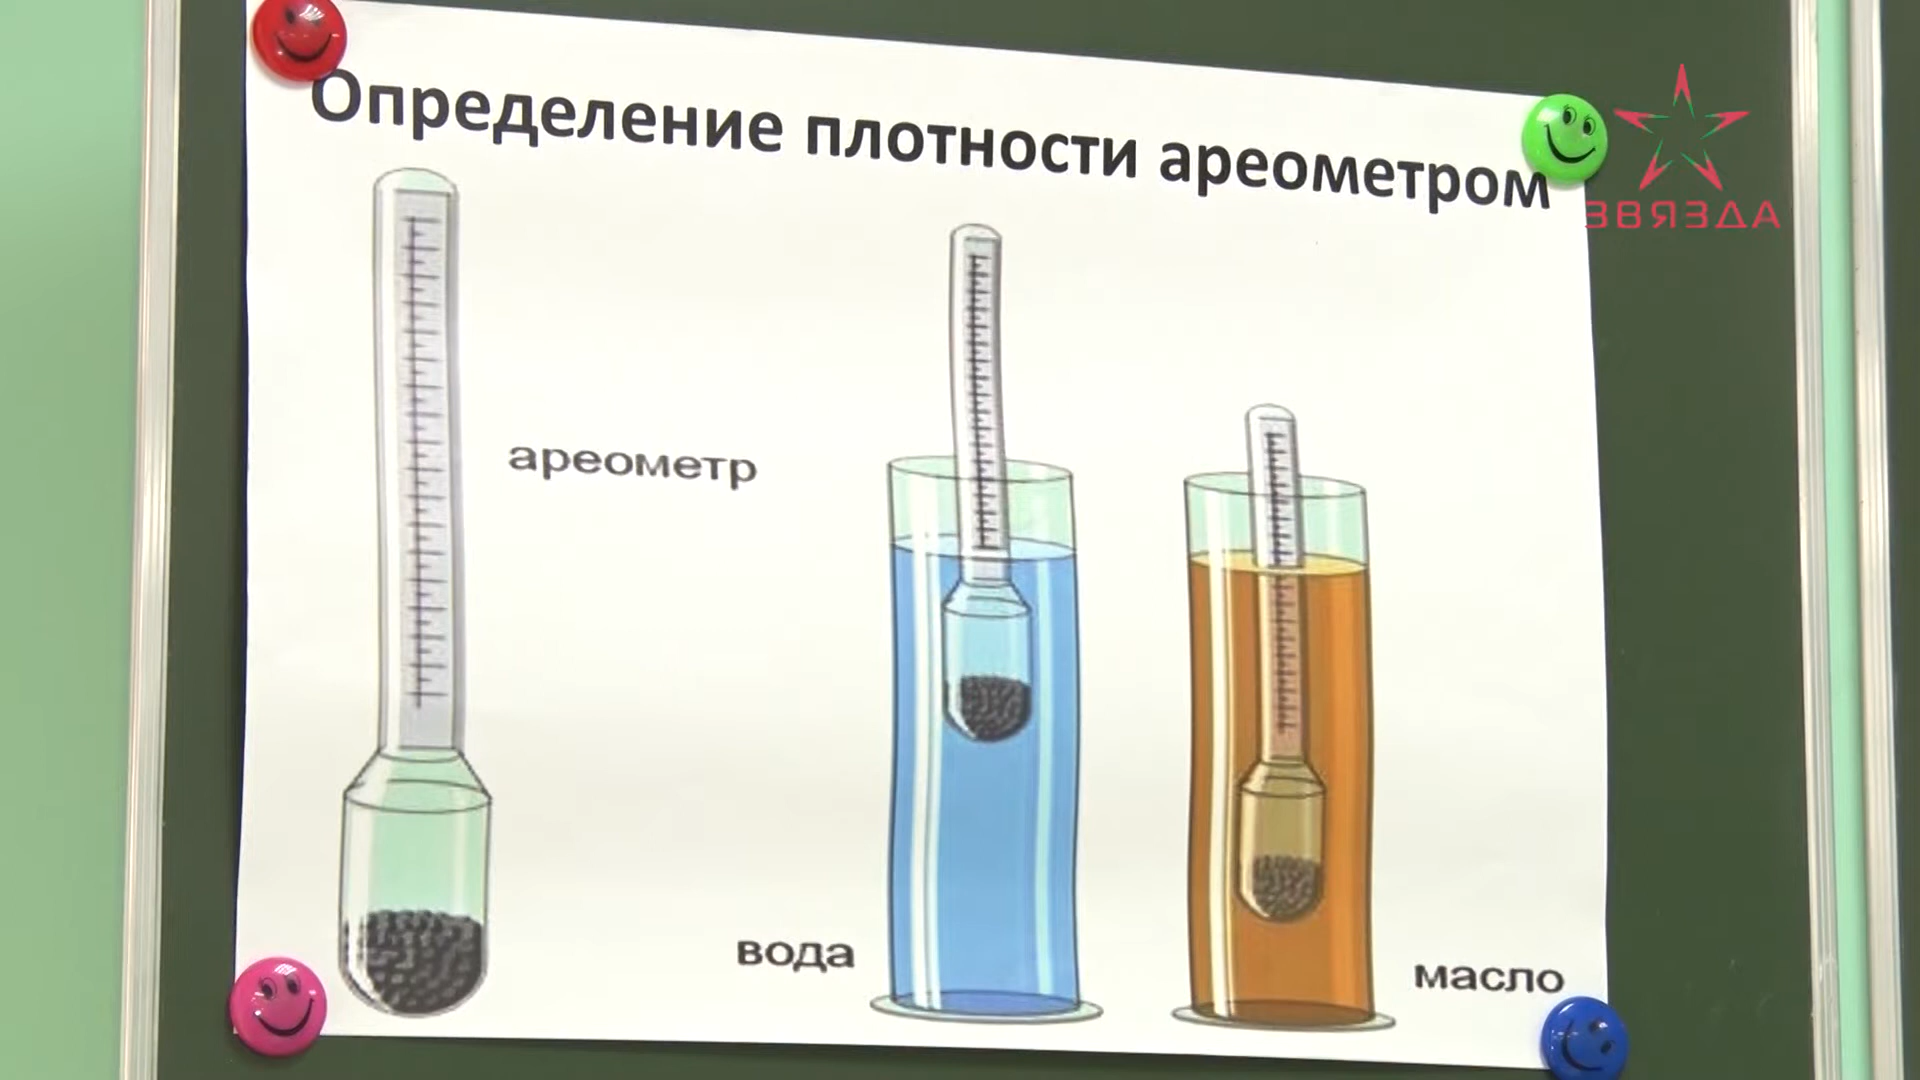 Определение плотности ареометром
ЗВЯЗДА
ареометр
вода
масло